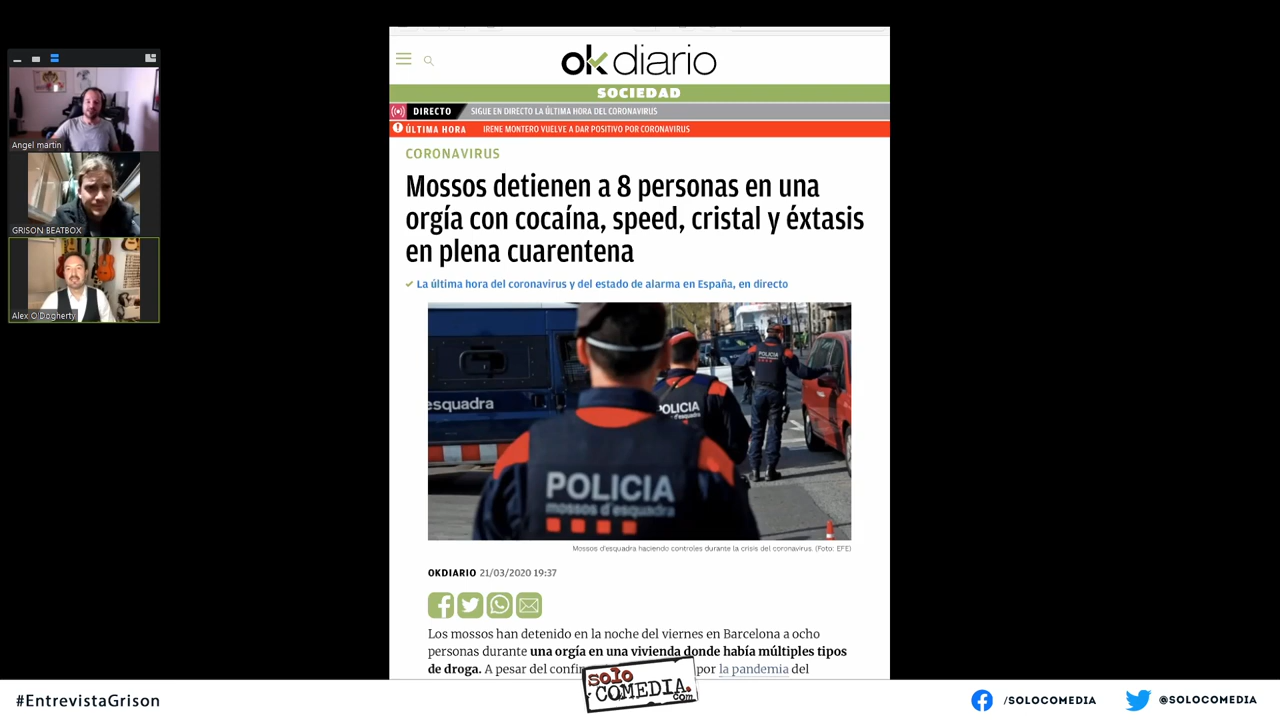 okdiario
SOCIEDAD
DIRECTO SIGUE EN DIRECTO LA ÚLTIMA HORA DEL CORONAVIRUS
ÚLTIMA HORA IRENE MONTERO VUELVE A DAR POSITIVO POR CORONAVIRUS
CORONAVIRUS
Mossos detienen a 8 personas en una
orgía con cocaína, speed, cristal y éxtasis
en plena cuarentena
La última hora del coronavirus y del estado de alarma en España, en directo
Angel martin
GRISON BEATBOX
Alex O'Dogherty
esquadra
POLICIA
mossos d'esquadra
POLICIA
d'esquadra
POLICIA
Mossos d'esquadra haciendo controles durante la crisis del coronavirus. (Foto: EFE)
OKDIARIO 21/03/2020 19:37
Los mossos han detenido en la noche del viernes en Barcelona a ocho
personas durante una orgía en una vivienda donde había múltiples tipos
de droga. A pesar del por la pandemia del
solo
COMEDIA.
com
#EntrevistaGrison
/SOLOCOMEDIA
@SOLOCOMEDIA